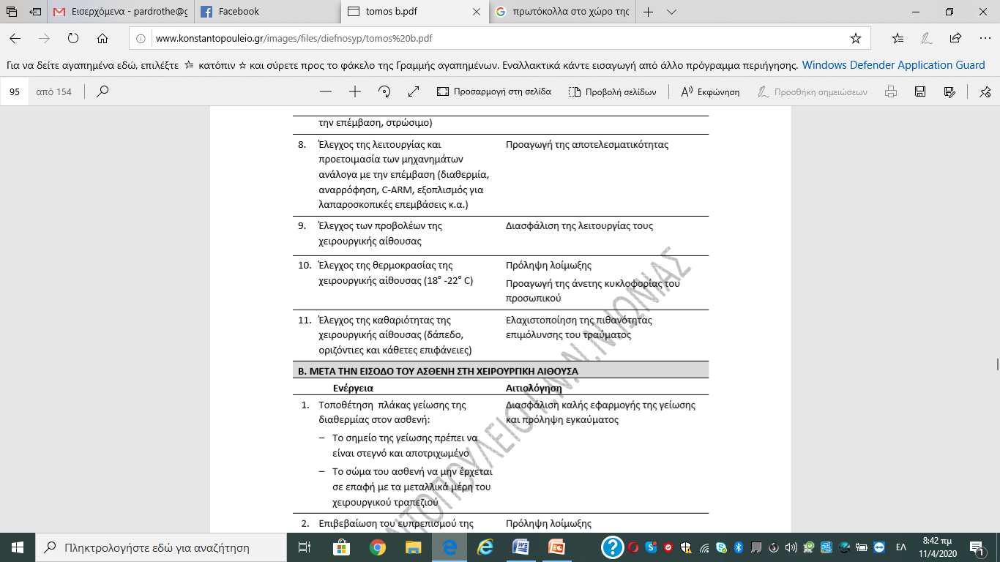 Εισερχόμενα - pardrothe@g
Facebook
tomos b.pdf
πρωτόκολλα στο χώρο της
www.konstantopouleio.gr/images/files/diefnosyp/tomos%20b.pdf
Για να δείτε αγαπημένα εδώ, επιλέξτε κατόπιν ☆ και σύρετε προς το φάκελο της Γραμμής αγαπημένων. Εναλλακτικά κάντε εισαγωγή από άλλο πρόγραμμα περιήγησης. Windows Defender Application Guard
95 από 154 Προσαρμογή στη σελίδα Προβολή σελίδων Εκφώνηση Προσθήκη σημειώσεων
την επέμβαση, στρώσιμο)
8. Έλεγχος της λειτουργίας και Προαγωγή της αποτελεσματικότητας
προετοιμασία των μηχανημάτων
ανάλογα με την επέμβαση (διαθερμία,
αναρρόφηση, C-ARM, εξοπλισμός για
λαπαροσκοπικές επεμβάσεις κ.α.)
9. Έλεγχος των προβολέων της Διασφάλιση της λειτουργίας τους
χειρουργικής αίθουσας
10. Έλεγχος της θερμοκρασίας της Πρόληψη λοίμωξης
χειρουργικής αίθουσας (18° -22° C) Προαγωγή της άνετης κυκλοφορίας του
προσωπικού
11. Έλεγχος της καθαριότητας της Ελαχιστοποίηση της πιθανότητας
χειρουργικής αίθουσας (δάπεδο, επιμόλυνσης του τραύματος
οριζόντιες και κάθετες επιφάνειες)
Β. ΜΕΤΑ ΤΗΝ ΕΙΣΟΔΟ ΤΟΥ ΑΣΘΕΝΗ ΣΤΗ ΧΕΙΡΟΥΡΓΙΚΗ ΑΙΘΟΥΣΑ
Ενέργεια Αιτιολόγηση
1. Τοποθέτηση πλάκας γείωσης της Διασφάλιση καλής εφαρμογής της γείωσης
διαθερμίας στον ασθενή: και πρόληψη εγκαύματος
– Το σημείο της γείωσης πρέπει να
είναι στεγνό και αποτριχωμένο
– Το σώμα του ασθενή να μην έρχεται
σε επαφή με τα μεταλλικά μέρη του
χειρουργικού τραπεζιού
2. Επιβεβαίωση του ευπρεπισμού της Πρόληψη λοίμωξης
ΝΤΟΠΟΥΛΕΙΟ Γ.Ν.Ν.ΙΩΝΙΑΣ
Πληκτρολογήστε εδώ για αναζήτηση
ΕΛ
8:42 πμ
11/4/2020